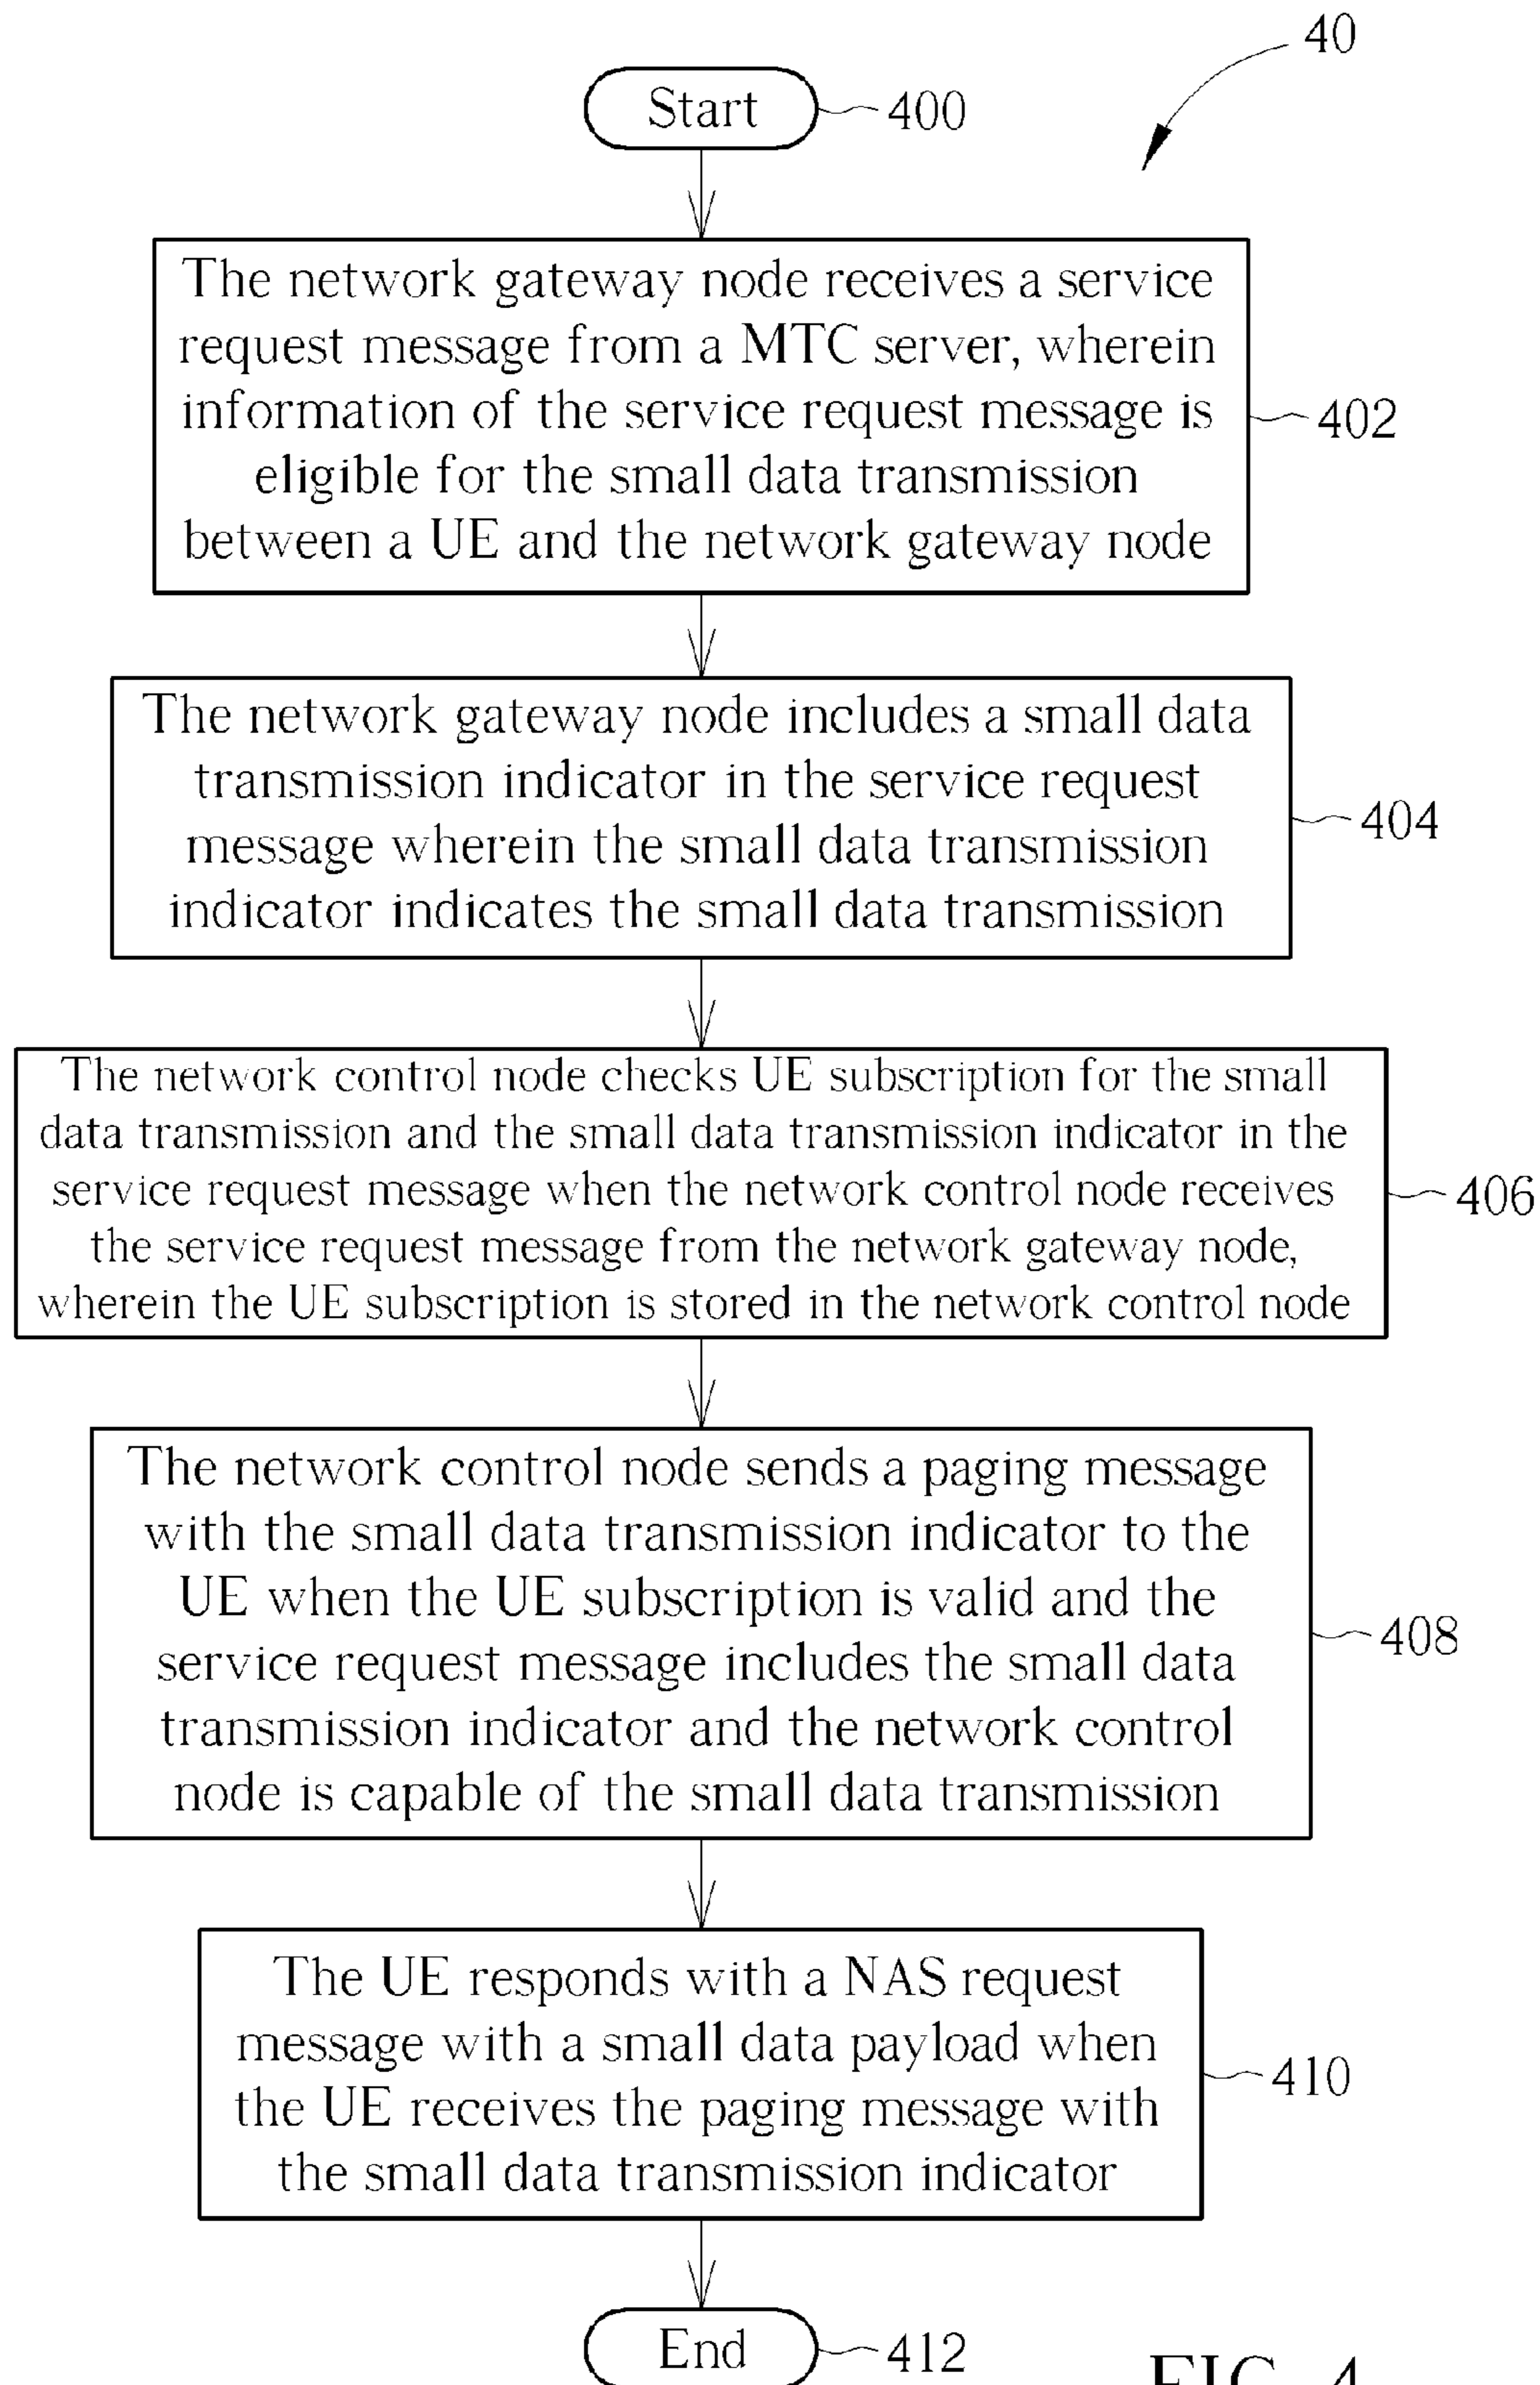 40
Start
400
The network gateway node receives a service
request message from a MTC server, wherein
information of the service request message is
eligible for the small data transmission
between a UE and the network gateway node
402
The network gateway node includes a small data
transmission indicator in the service request
message wherein the small data transmission
indicator indicates the small data transmission
404
The network control node checks UE subscription for the small
data transmission and the small data transmission indicator in the
service request message when the network control node receives
the service request message from the network gateway node,
wherein the UE subscription is stored in the network control node
406
The network control node sends a paging message
with the small data transmission indicator to the
UE when the UE subscription is valid and the
service request message includes the small data
transmission indicator and the network control
node is capable of the small data transmission
408
The UE responds with a NAS request
message with a small data payload when
the UE receives the paging message with
the small data transmission indicator
410
End
412
FIG. 4